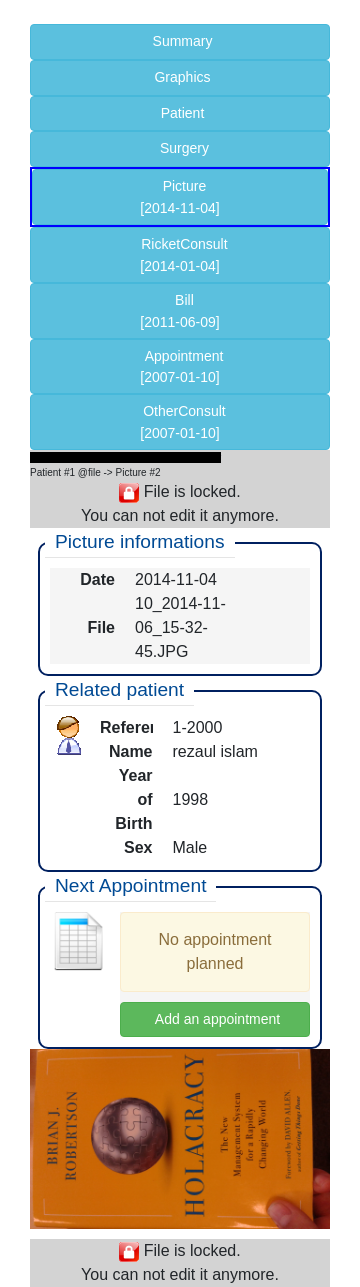 Summary
Graphics
Patient
Surgery
Picture
[2014-11-04]
RicketConsult
[2014-01-04]
Bill
[2011-06-09]
Appointment
[2007-01-10]
OtherConsult
[2007-01-10]
Patient #1 @file -> Picture #2
File is locked.
You can not edit it anymore.
Picture informations
Date 2014-11-04
File 10_2014-11-
06_15-32-
45.JPG
Related patient
1-2000
Name rezaul islam
Year
of
Birth
1998
Sex Male
Next Appointment
No appointment
planned
Add an appointment
BRIAN J.
ROBERTSON
HOLACRACY
The New
Management System
for a Rapidly
Changing World
Foreword by DAVID ALLEN,
author of Getting Things Done
File is locked.
You can not edit it anymore.